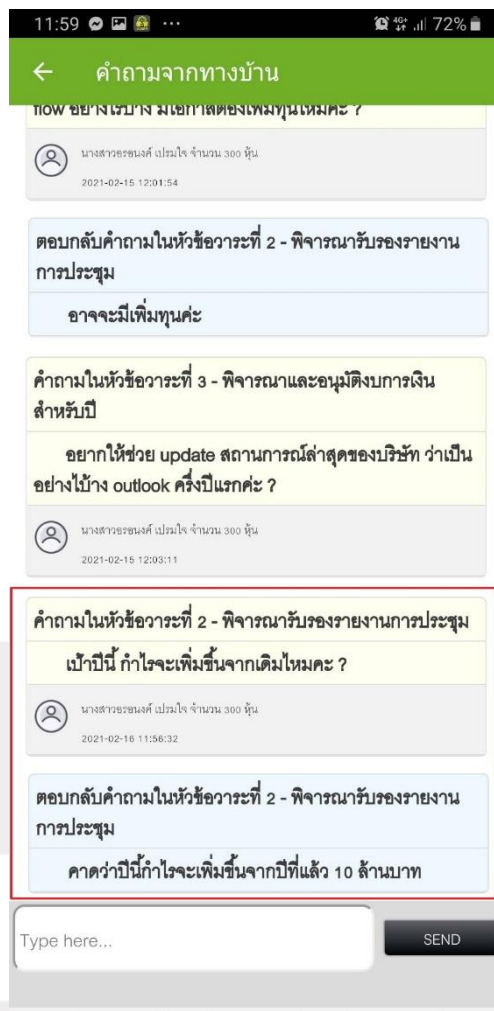 11:59
4G+
72%
คำถามจากทางบ้าน
flow อย่างไรบ้าง มีโอกาสต้องเพิ่มทุนไหมคะ ?
นางสาวอรอนงค์ เปรมใจ จำนวน 300 หุ้น
2021-02-15 12:01:54
ตอบกลับคำถามในหัวข้อวาระที่ 2 - พิจารณารับรองรายงาน
การประชุม
อาจจะมีเพิ่มทุนค่ะ
คำถามในหัวข้อวาระที่ 3 - พิจารณาและอนุมัติงบการเงิน
สำหรับปี
อยากให้ช่วย update สถานการณ์ล่าสุดของบริษัท ว่าเป็น
อย่างไบ้าง outlook ครึ่งปีแรกค่ะ ?
นางสาวอรอนงค์ เปรมใจ จำนวน 300 หุ้น
2021-02-15 12:03:11
คำถามในหัวข้อวาระที่ 2 - พิจารณารับรองรายงานการประชุม
เป้าปีนี้ กำไรจะเพิ่มขึ้นจากเดิมไหมคะ ?
นางสาวอรอนงค์ เปรมใจ จำนวน 300 หุ้น
2021-02-16 11:56:32
ตอบกลับคำถามในหัวข้อวาระที่ 2 - พิจารณารับรองรายงาน
การประชุม
คาดว่าปีนี้กำไรจะเพิ่มขึ้นจากปีที่แล้ว 10 ล้านบาท
Type here...
SEND